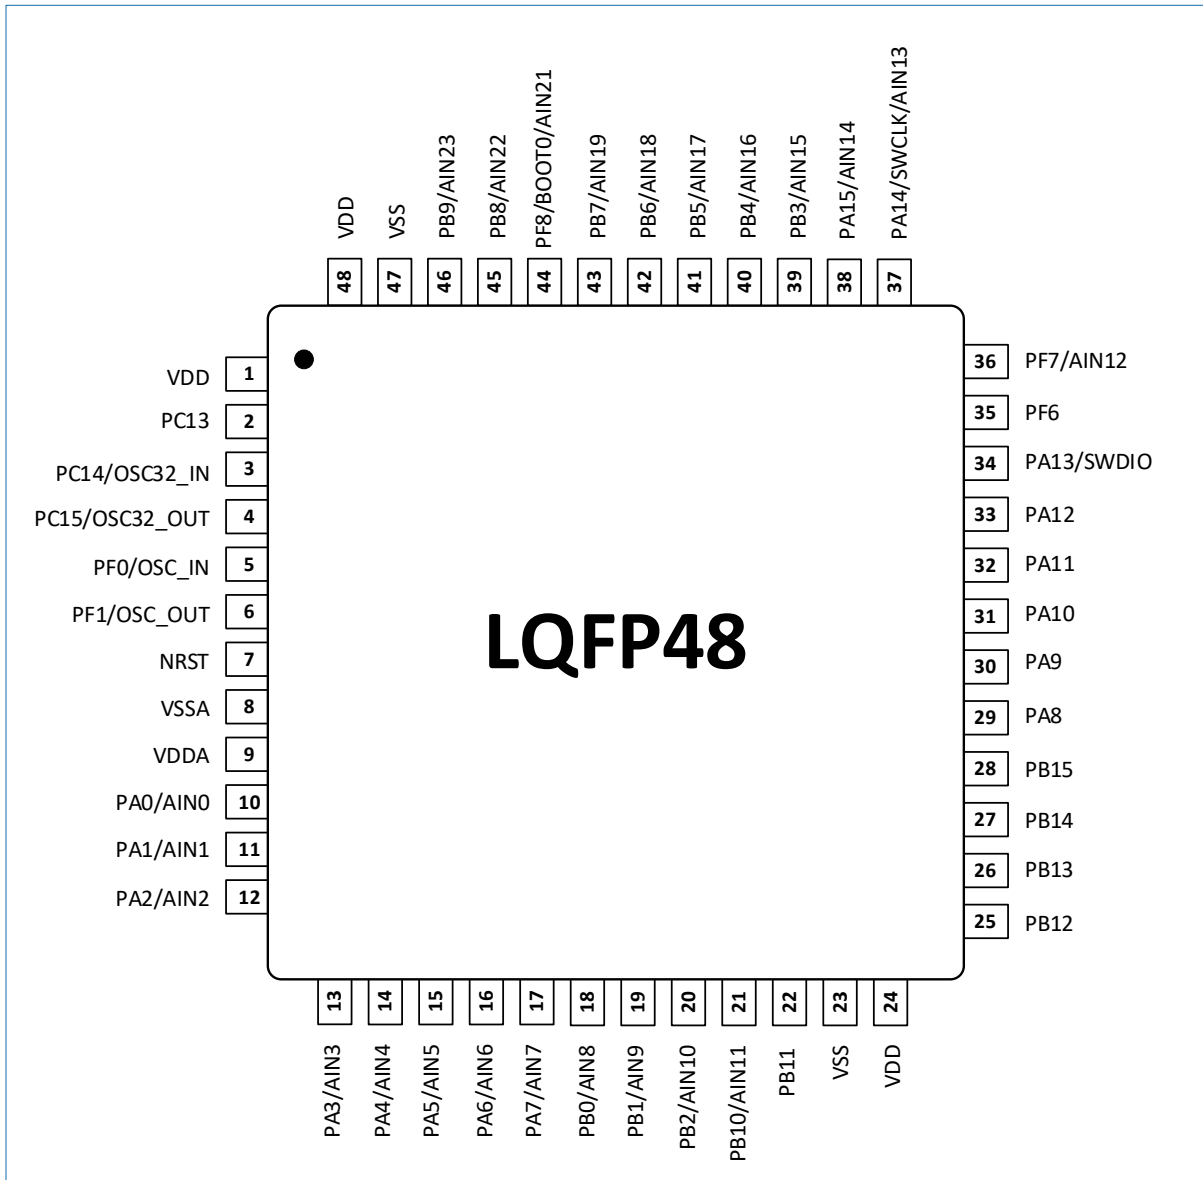 VDD
VSS
PB9/AIN23
PB8/AIN22
PF8/BOOT0/AIN21
PB7/AIN19
PB6/AIN18
PB5/AIN17
PB4/AIN16
PB3/AIN15
PA15/AIN14
PA14/SWCLK/AIN13
48
47
46
45
44
43
42
41
40
39
38
37
VDD 1
PC13 2
PC14/OSC32_IN 3
PC15/OSC32_OUT 4
PF0/OSC_IN 5
PF1/OSC_OUT 6
NRST 7
VSSA 8
VDDA 9
PA0/AIN0 10
PA1/AIN1 11
PA2/AIN2 12
LQFP48
36 PF7/AIN12
35 PF6
34 PA13/SWDIO
33 PA12
32 PA11
31 PA10
30 PA9
29 PA8
28 PB15
27 PB14
26 PB13
25 PB12
13
14
15
16
17
18
19
20
21
22
23
24
PA3/AIN3
PA4/AIN4
PA5/AIN5
PA6/AIN6
PA7/AIN7
PB0/AIN8
PB1/AIN9
PB2/AIN10
PB10/AIN11
PB11
VSS
VDD